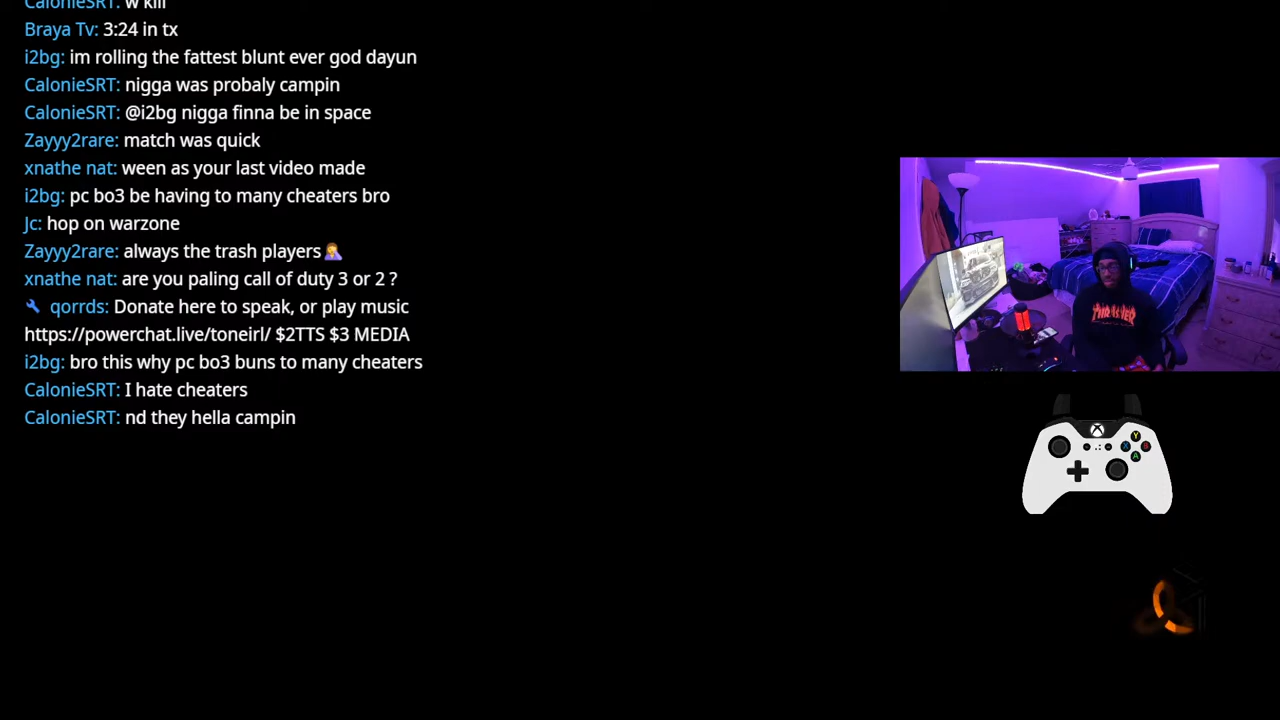 CalonieSRT: w kill
Braya Tv: 3:24 in tx
i2bg: im rolling the fattest blunt ever god dayun
CalonieSRT: nigga was probaly campin
CalonieSRT: @i2bg nigga finna be in space
Zayyy2rare: match was quick
xnathe nat: ween as your last video made
i2bg: pc bo3 be having to many cheaters bro
Jc: hop on warzone
Zayyy2rare: always the trash players🤦
xnathe nat: are you paling call of duty 3 or 2 ?
qorrds: Donate here to speak, or play music
https://powerchat.live/toneirl/ $2TTS $3 MEDIA
i2bg: bro this why pc bo3 buns to many cheaters
CalonieSRT: I hate cheaters
CalonieSRT: nd they hella campin
THRASHER
Y
X
B
A